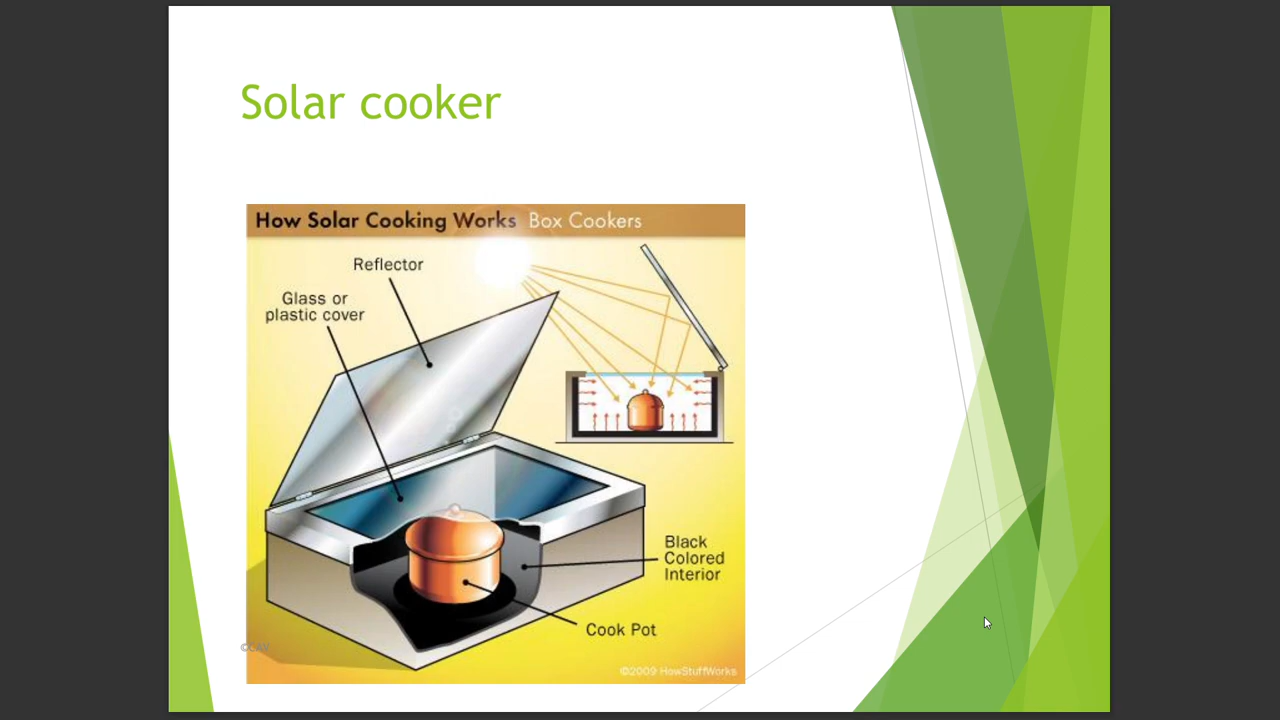 Solar cooker
How Solar Cooking Works Box Cookers
Reflector
Glass or
plastic cover
Black
Colored
Interior
Cook Pot
©CAV
©2009 HowStuffWorks